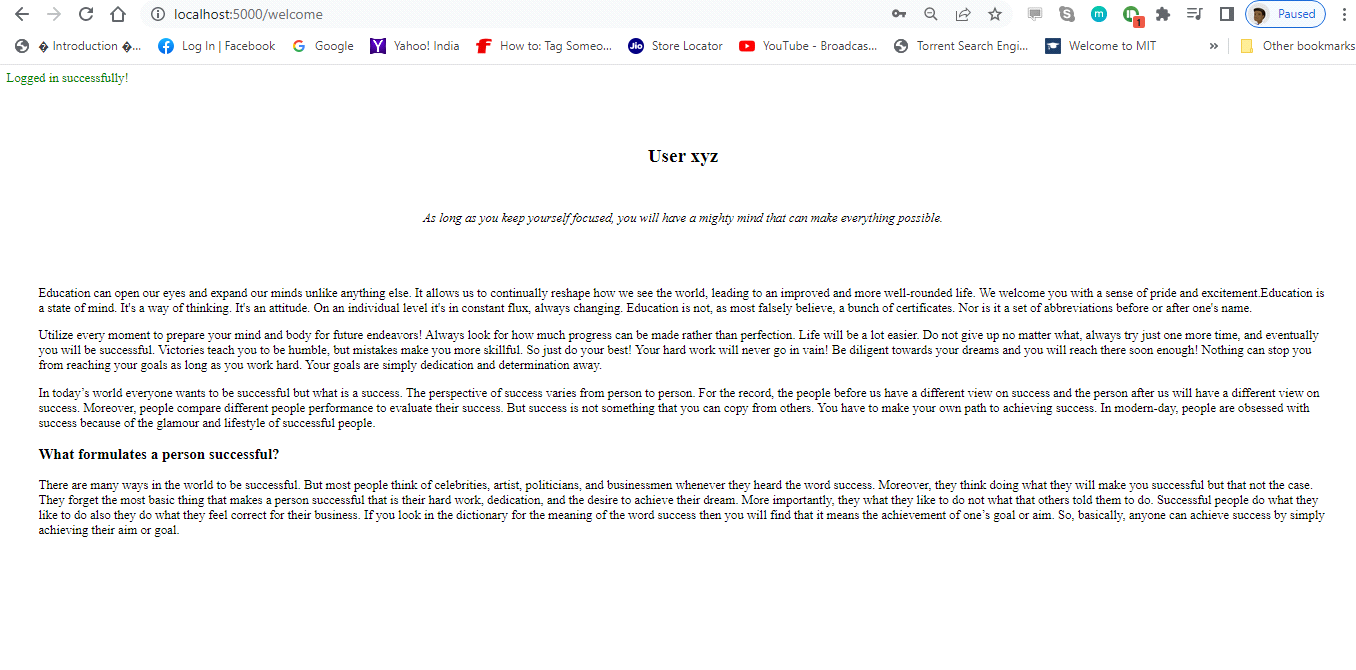 localhost:5000/welcome
Paused
� Introduction �...
Log In | Facebook
Google
Yahoo! India
How to: Tag Someo...
Jio
Store Locator
YouTube - Broadcas...
Torrent Search Engi...
Welcome to MIT
»
Other bookmarks
m
1
Logged in successfully!
User xyz
As long as you keep yourself focused, you will have a mighty mind that can make everything possible.
Education can open our eyes and expand our minds unlike anything else. It allows us to continually reshape how we see the world, leading to an improved and more well-rounded life. We welcome you with a sense of pride and excitement.Education is
a state of mind. It's a way of thinking. It's an attitude. On an individual level it's in constant flux, always changing. Education is not, as most falsely believe, a bunch of certificates. Nor is it a set of abbreviations before or after one's name.
Utilize every moment to prepare your mind and body for future endeavors! Always look for how much progress can be made rather than perfection. Life will be a lot easier. Do not give up no matter what, always try just one more time, and eventually
you will be successful. Victories teach you to be humble, but mistakes make you more skillful. So just do your best! Your hard work will never go in vain! Be diligent towards your dreams and you will reach there soon enough! Nothing can stop you
from reaching your goals as long as you work hard. Your goals are simply dedication and determination away.
In today’s world everyone wants to be successful but what is a success. The perspective of success varies from person to person. For the record, the people before us have a different view on success and the person after us will have a different view on
success. Moreover, people compare different people performance to evaluate their success. But success is not something that you can copy from others. You have to make your own path to achieving success. In modern-day, people are obsessed with
success because of the glamour and lifestyle of successful people.
What formulates a person successful?
There are many ways in the world to be successful. But most people think of celebrities, artist, politicians, and businessmen whenever they heard the word success. Moreover, they think doing what they will make you successful but that not the case.
They forget the most basic thing that makes a person successful that is their hard work, dedication, and the desire to achieve their dream. More importantly, they what they like to do not what that others told them to do. Successful people do what they
like to do also they do what they feel correct for their business. If you look in the dictionary for the meaning of the word success then you will find that it means the achievement of one’s goal or aim. So, basically, anyone can achieve success by simply
achieving their aim or goal.